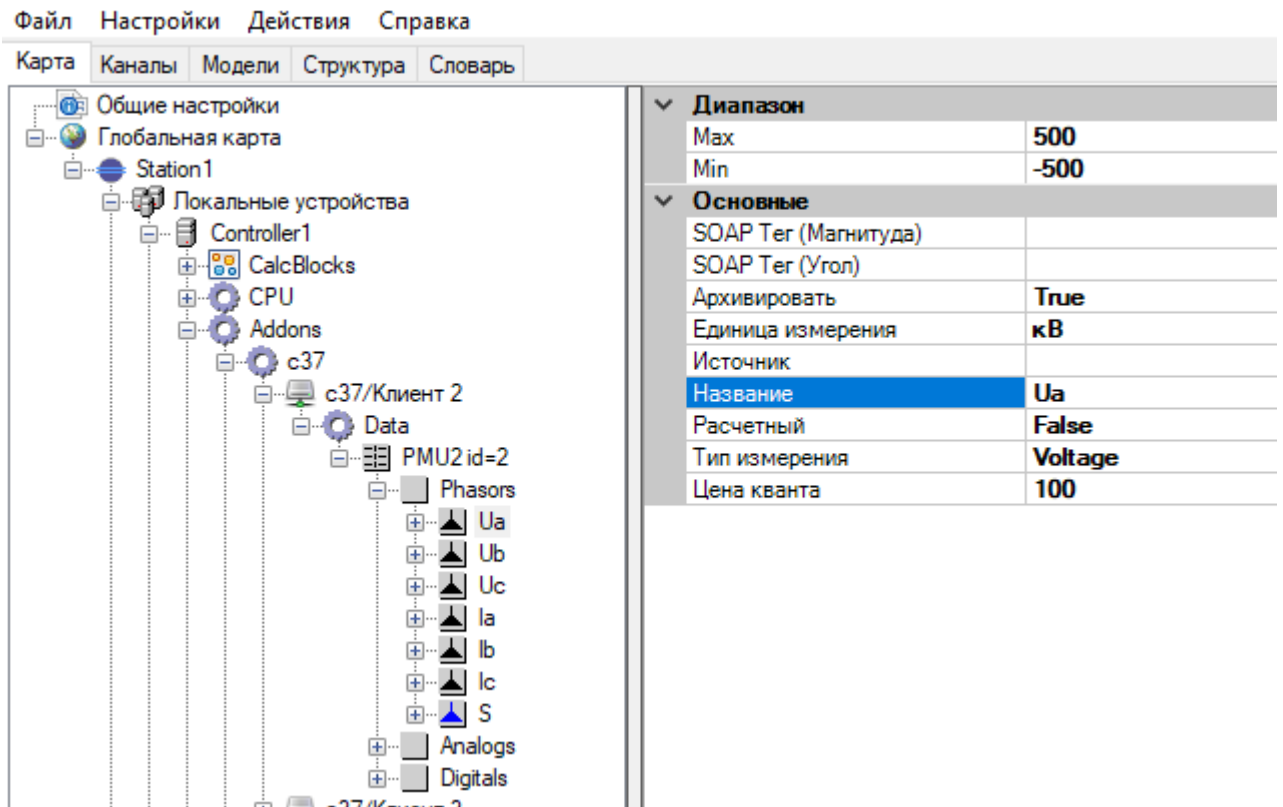 Файл Настройки Действия Справка
Карта Каналы Модели Структура Словарь
Общие настройки
Глобальная карта
Station1
Локальные устройства
Controller1
CalcBlocks
CPU
Addons
c37
c37/Клиент 2
Data
PMU2 id=2
Phasors
Ua
Ub
Uc
Ia
Ib
Ic
S
Analogs
Digitals
Диапазон
Max 500
Min -500
Основные
SOAP Тег (Магнитуда)
SOAP Тег (Угол)
Архивировать True
Единица измерения кВ
Источник
Название Ua
Расчетный False
Тип измерения Voltage
Цена кванта 100